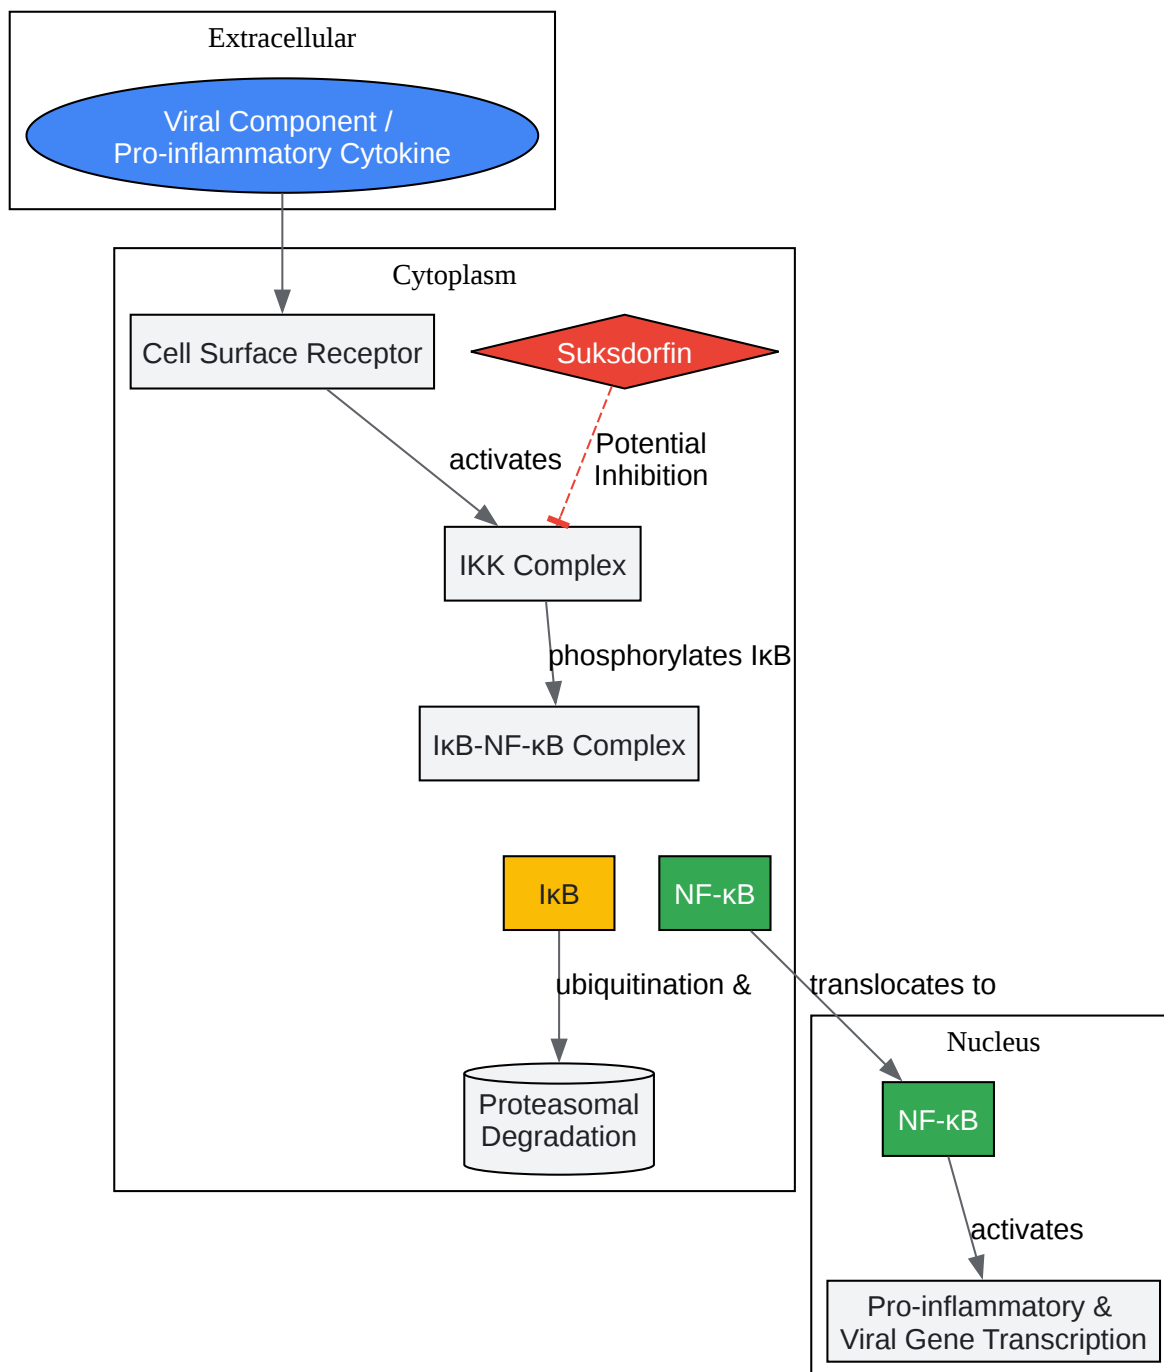 Extracellular
Viral Component /
Pro-inflammatory Cytokine
Cytoplasm
Cell Surface Receptor
Suksdorfin
activates
Potential
Inhibition
IKK Complex
phosphorylates IκB
IκB-NF-κB Complex
IκB
NF-κB
ubiquitination &
translocates to
Nucleus
Proteasomal
Degradation
NF-κB
activates
Pro-inflammatory &
Viral Gene Transcription